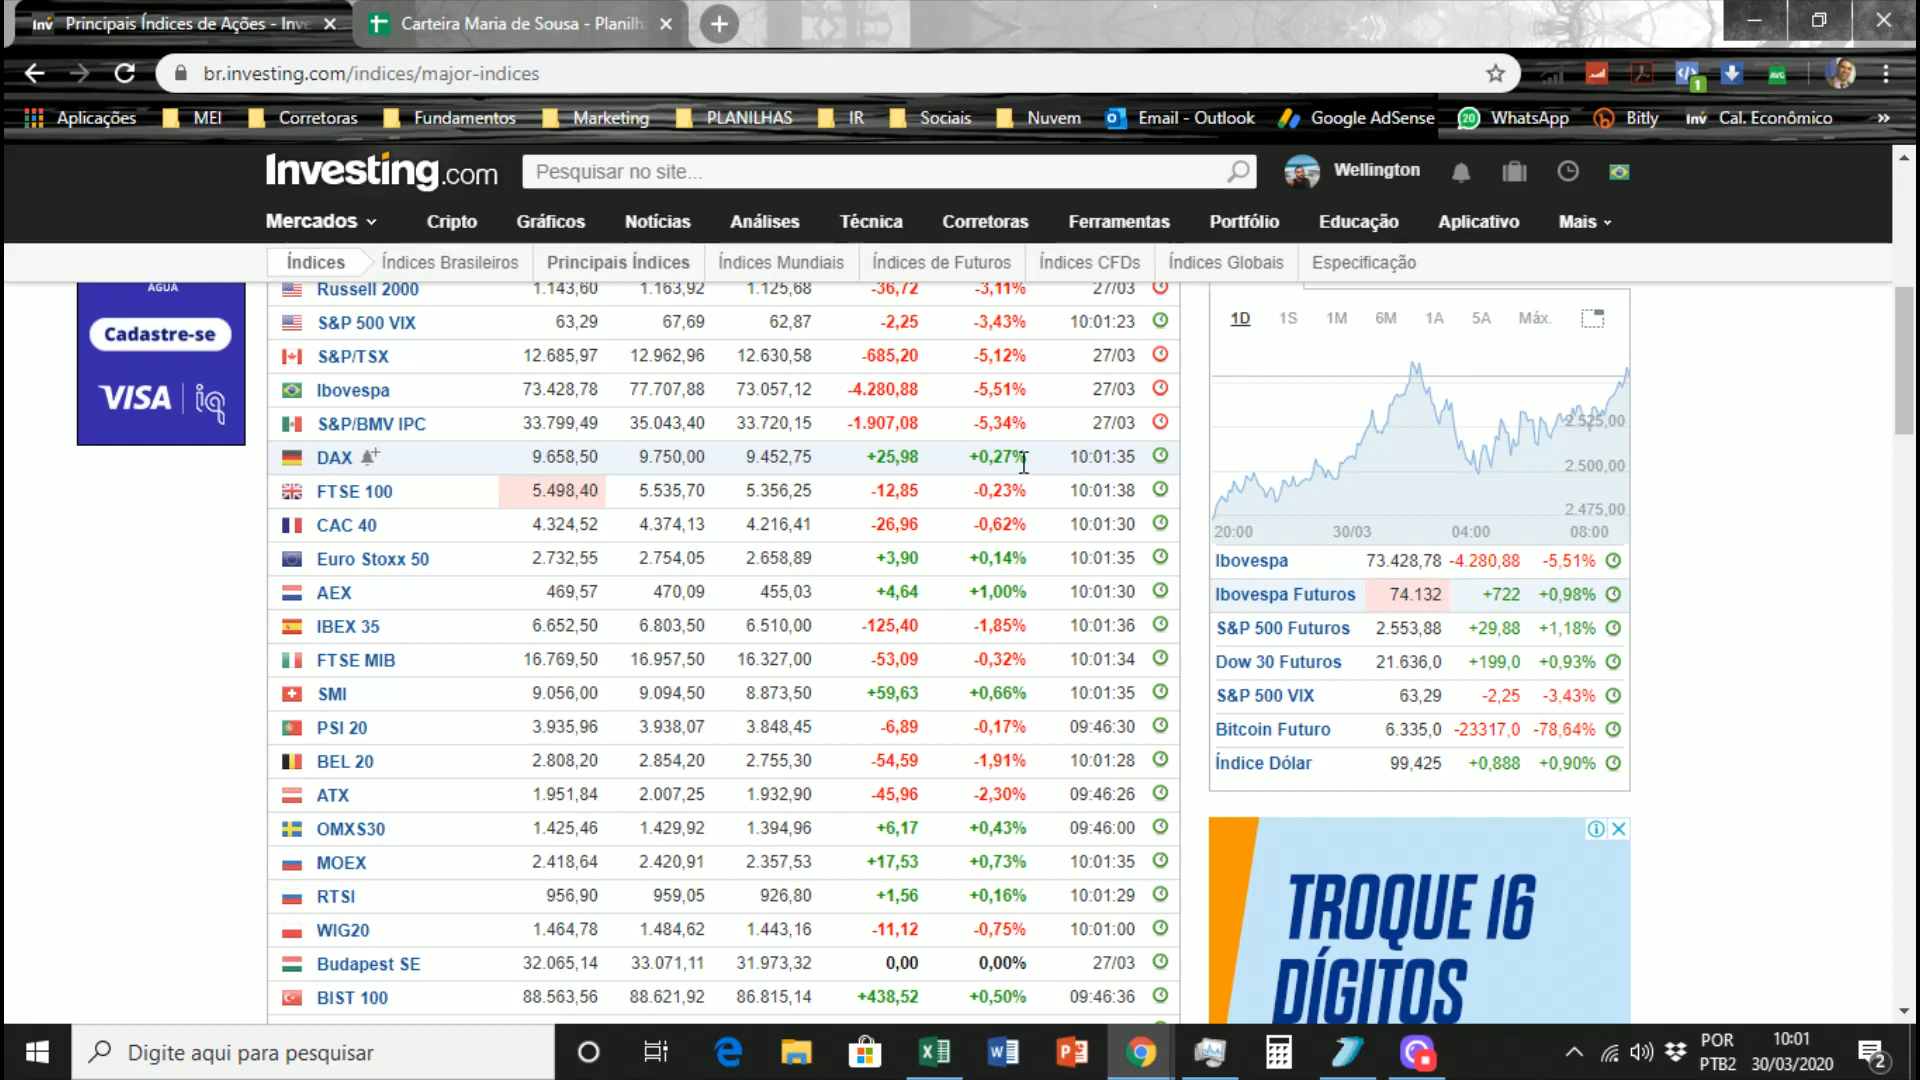 Principais Índices de Ações - Inve
Carteira Maria de Sousa - Planilh
br.investing.com/indices/major-indices
Aplicações MEI Corretoras Fundamentos Marketing PLANILHAS IR Sociais Nuvem Email - Outlook Google AdSense WhatsApp Bitly Cal. Econômico
Investing.com Pesquisar no site... Wellington
Mercados Cripto Gráficos Notícias Análises Técnica Corretoras Ferramentas Portfólio Educação Aplicativo Mais
Índices Índices Brasileiros Principais Índices Índices Mundiais Índices de Futuros Índices CFDs Índices Globais Especificação
ÁGUA
Cadastre-se
VISA iq
Russell 2000 1.143,60 1.163,92 1.125,68 -36,72 -3,11% 27/03
S&P 500 VIX 63,29 67,69 62,87 -2,25 -3,43% 10:01:23
S&P/TSX 12.685,97 12.962,96 12.630,58 -685,20 -5,12% 27/03
Ibovespa 73.428,78 77.707,88 73.057,12 -4.280,88 -5,51% 27/03
S&P/BMV IPC 33.799,49 35.043,40 33.720,15 -1.907,08 -5,34% 27/03
DAX 9.658,50 9.750,00 9.452,75 +25,98 +0,27% 10:01:35
FTSE 100 5.498,40 5.535,70 5.356,25 -12,85 -0,23% 10:01:38
CAC 40 4.324,52 4.374,13 4.216,41 -26,96 -0,62% 10:01:30
Euro Stoxx 50 2.732,55 2.754,05 2.658,89 +3,90 +0,14% 10:01:35
AEX 469,57 470,09 455,03 +4,64 +1,00% 10:01:30
IBEX 35 6.652,50 6.803,50 6.510,00 -125,40 -1,85% 10:01:36
FTSE MIB 16.769,50 16.957,50 16.327,00 -53,09 -0,32% 10:01:34
SMI 9.056,00 9.094,50 8.873,50 +59,63 +0,66% 10:01:35
PSI 20 3.935,96 3.938,07 3.848,45 -6,89 -0,17% 09:46:30
BEL 20 2.808,20 2.854,20 2.755,30 -54,59 -1,91% 10:01:28
ATX 1.951,84 2.007,25 1.932,90 -45,96 -2,30% 09:46:26
OMXS30 1.425,46 1.429,92 1.394,96 +6,17 +0,43% 09:46:00
MOEX 2.418,64 2.420,91 2.357,53 +17,53 +0,73% 10:01:35
RTSI 956,90 959,05 926,80 +1,56 +0,16% 10:01:29
WIG20 1.464,78 1.484,62 1.443,16 -11,12 -0,75% 10:01:00
Budapest SE 32.065,14 33.071,11 31.973,32 0,00 0,00% 27/03
BIST 100 88.563,56 88.621,92 86.815,14 +438,52 +0,50% 09:46:36
1D 1S 1M 6M 1A 5A Máx.
2.525,00
2.500,00
2.475,00
20:00 30/03 04:00 08:00
Ibovespa 73.428,78 -4.280,88 -5,51%
Ibovespa Futuros 74.132 +722 +0,98%
S&P 500 Futuros 2.553,88 +29,88 +1,18%
Dow 30 Futuros 21.636,0 +199,0 +0,93%
S&P 500 VIX 63,29 -2,25 -3,43%
Bitcoin Futuro 6.335,0 -23317,0 -78,64%
Índice Dólar 99,425 +0,888 +0,90%
TROQUE 16
DÍGITOS
Digite aqui para pesquisar
POR 10:01
PTB2 30/03/2020 2